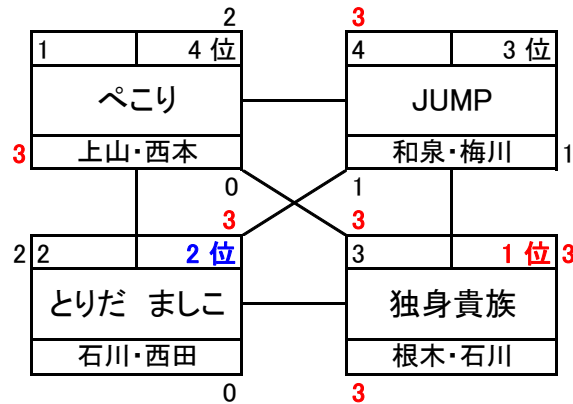 2 3
1 4 位 4 3 位
ぺこり JUMP
3 上山・西本 和泉・梅川 1
0 1
3 3
2 2 2 位 3 1 位 3
とりだ ましこ 独身貴族
石川・西田 根木・石川
0 3